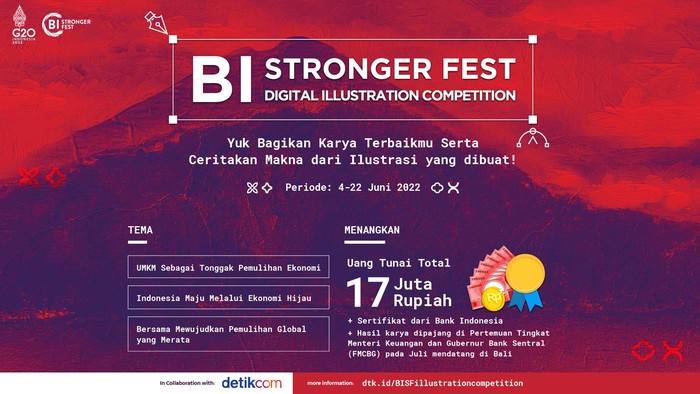 G20
INDONESIA
2022
BI STRONGER
FEST
BI STRONGER FEST
DIGITAL ILLUSTRATION COMPETITION
Yuk Bagikan Karya Terbaikmu Serta
Ceritakan Makna dari Ilustrasi yang dibuat!
Periode: 4-22 Juni 2022
TEMA
UMKM Sebagai Tonggak Pemulihan Ekonomi
Indonesia Maju Melalui Ekonomi Hijau
Bersama Mewujudkan Pemulihan Global
yang Merata
MENANGKAN
Uang Tunai Total
17 Juta
Rupiah
Rp
+ Sertifikat dari Bank Indonesia
+ Hasil karya dipajang di Pertemuan Tingkat
Menteri Keuangan dan Gubernur Bank Sentral
(FMCBG) pada Juli mendatang di Bali
In Collaboration with: detikcom
more information: dtk.id/BISFillustrationcompetition